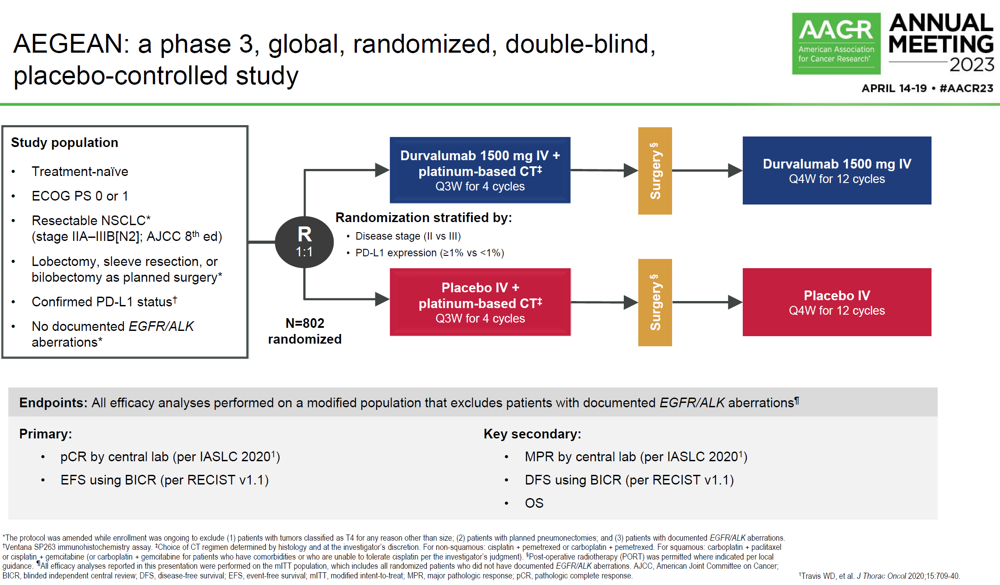 AEGEAN: a phase 3, global, randomized, double-blind,
placebo-controlled study
AACR
American Association
for Cancer Research*
ANNUAL
MEETING
2023
APRIL 14-19 • #AACR23
Study population
• Treatment-naïve
• ECOG PS 0 or 1
• Resectable NSCLC*
(stage IIA–IIIB[N2]; AJCC 8th ed)
• Lobectomy, sleeve resection, or
bilobectomy as planned surgery*
• Confirmed PD-L1 status†
• No documented EGFR/ALK
aberrations*
R
1:1
N=802
randomized
Durvalumab 1500 mg IV +
platinum-based CT‡
Q3W for 4 cycles
Surgery§
Durvalumab 1500 mg IV
Q4W for 12 cycles
Randomization stratified by:
• Disease stage (II vs III)
• PD-L1 expression (≥1% vs <1%)
Placebo IV +
platinum-based CT‡
Q3W for 4 cycles
Surgery§
Placebo IV
Q4W for 12 cycles
Endpoints: All efficacy analyses performed on a modified population that excludes patients with documented EGFR/ALK aberrations¶
Primary:
• pCR by central lab (per IASLC 2020¹)
• EFS using BICR (per RECIST v1.1)
Key secondary:
• MPR by central lab (per IASLC 2020¹)
• DFS using BICR (per RECIST v1.1)
• OS
*The protocol was amended while enrollment was ongoing to exclude (1) patients with tumors classified as T4 for any reason other than size; (2) patients with planned pneumonectomies; and (3) patients with documented EGFR/ALK aberrations.
†Ventana SP263 immunohistochemistry assay. ‡Choice of CT regimen determined by histology and at the investigator's discretion. For non-squamous: cisplatin + pemetrexed or carboplatin + pemetrexed. For squamous: carboplatin + paclitaxel
or cisplatin + gemcitabine (or carboplatin + gemcitabine for patients who have comorbidities or who are unable to tolerate cisplatin per the investigator's judgment). §Post-operative radiotherapy (PORT) was permitted where indicated per local
guidance. ¶All efficacy analyses reported in this presentation were performed on the mITT population, which includes all randomized patients who did not have documented EGFR/ALK aberrations. AJCC, American Joint Committee on Cancer;
BICR, blinded independent central review; DFS, disease-free survival; EFS, event-free survival; mITT, modified intent-to-treat; MPR, major pathologic response; pCR, pathologic complete response.
¹Travis WD, et al. J Thorac Oncol 2020;15:709-40.